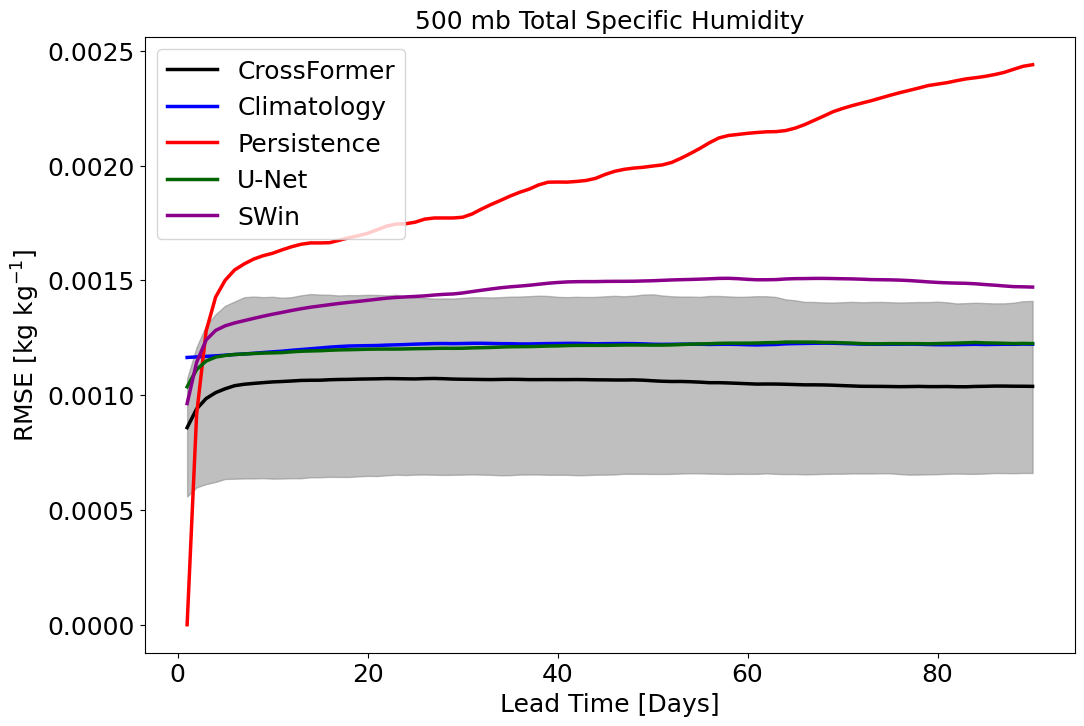 500 mb Total Specific Humidity
CrossFormer
Climatology
Persistence
U-Net
SWin
RMSE [kg kg⁻¹]
0.0025
0.0020
0.0015
0.0010
0.0005
0.0000
0 20 40 60 80
Lead Time [Days]